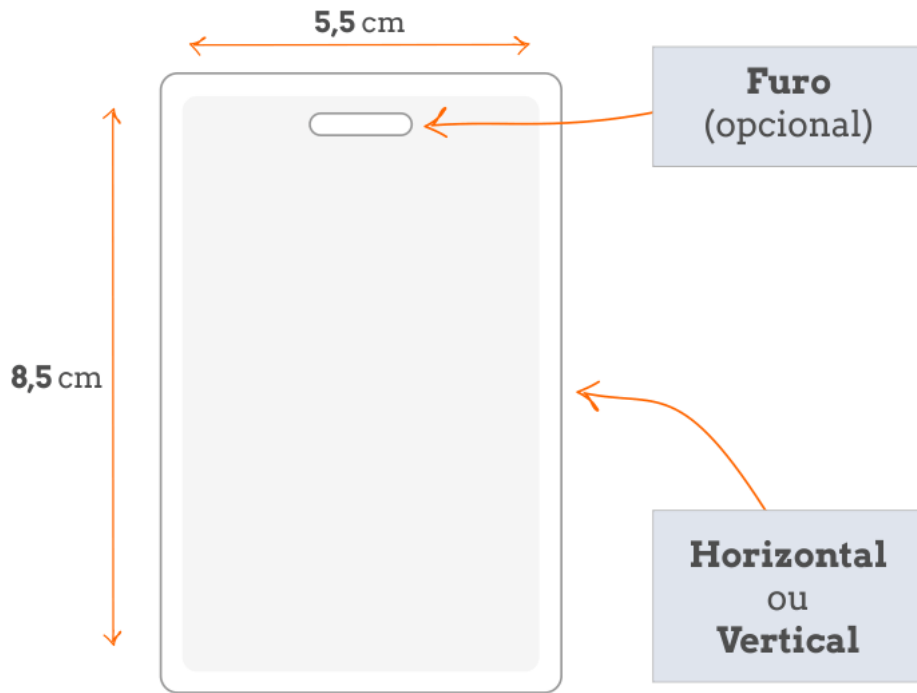 5,5 cm
Furo
(opcional)
8,5 cm
Horizontal
ou
Vertical